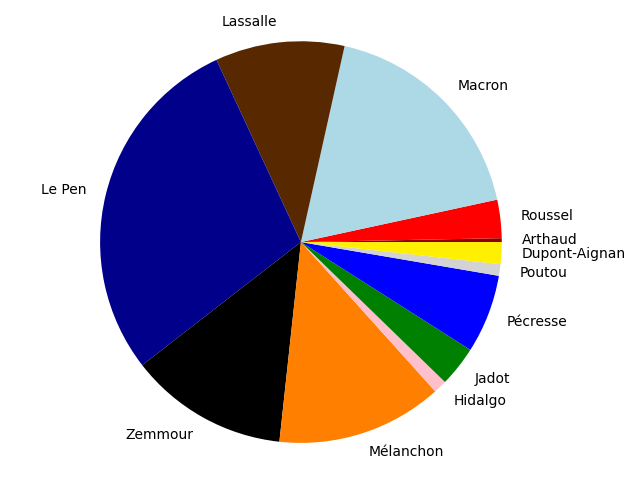 Lassalle
Macron
Le Pen
Roussel
Arthaud
Dupont-Aignan
Poutou
Pécresse
Jadot
Hidalgo
Zemmour
Mélanchon